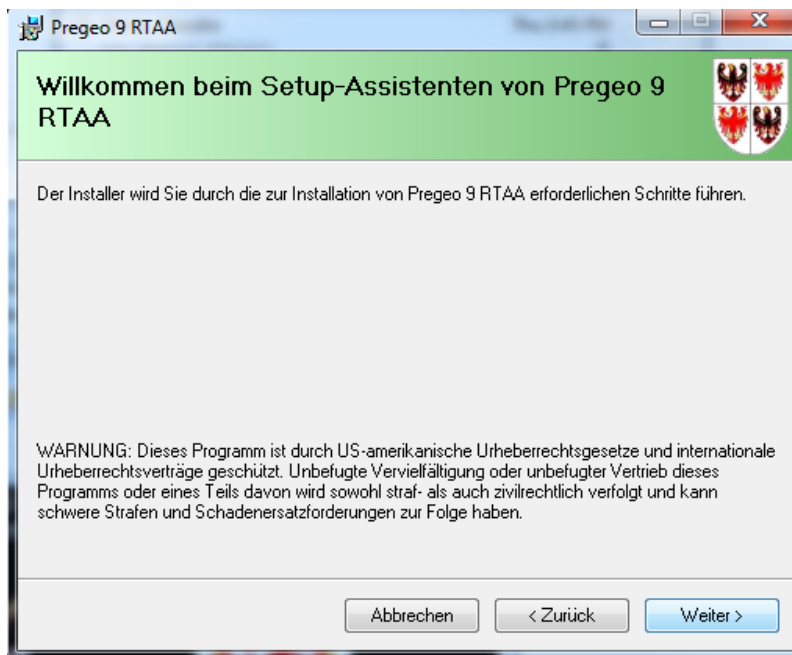 Pregeo 9 RTAA
Willkommen beim Setup-Assistenten von Pregeo 9
RTAA
Der Installer wird Sie durch die zur Installation von Pregeo 9 RTAA erforderlichen Schritte führen.
WARNUNG: Dieses Programm ist durch US-amerikanische Urheberrechtsgesetze und internationale
Urheberrechtsverträge geschützt. Unbefugte Vervielfältigung oder unbefugter Vertrieb dieses
Programms oder eines Teils davon wird sowohl straf- als auch zivilrechtlich verfolgt und kann
schwere Strafen und Schadenersatzforderungen zur Folge haben.
Abbrechen < Zurück Weiter >